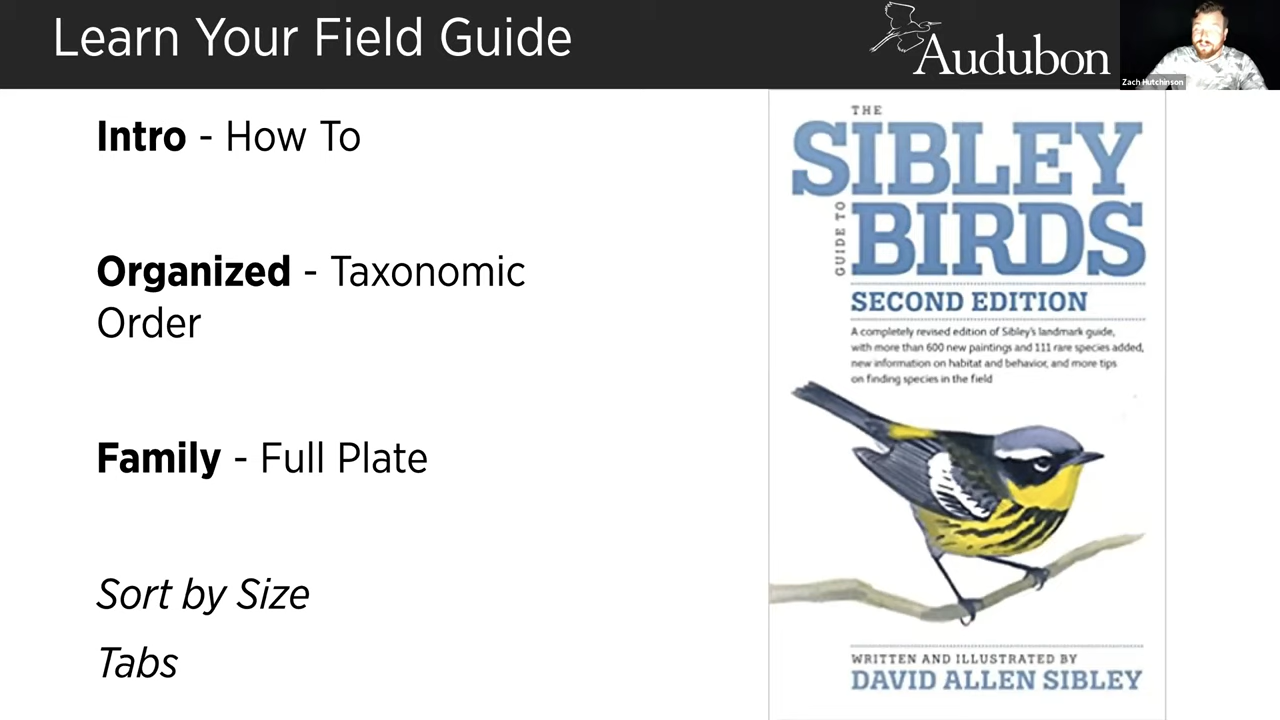 Learn Your Field Guide
Audubon
Zach Hutchinson
Intro - How To
Organized - Taxonomic
Order
Family - Full Plate
Sort by Size
Tabs
THE
SIBLEY
GUIDE TO
BIRDS
SECOND EDITION
A completely revised edition of Sibley's landmark guide,
with more than 600 new paintings and 111 rare species added,
new information on habitat and behavior, and more tips
on finding species in the field
WRITTEN AND ILLUSTRATED BY
DAVID ALLEN SIBLEY